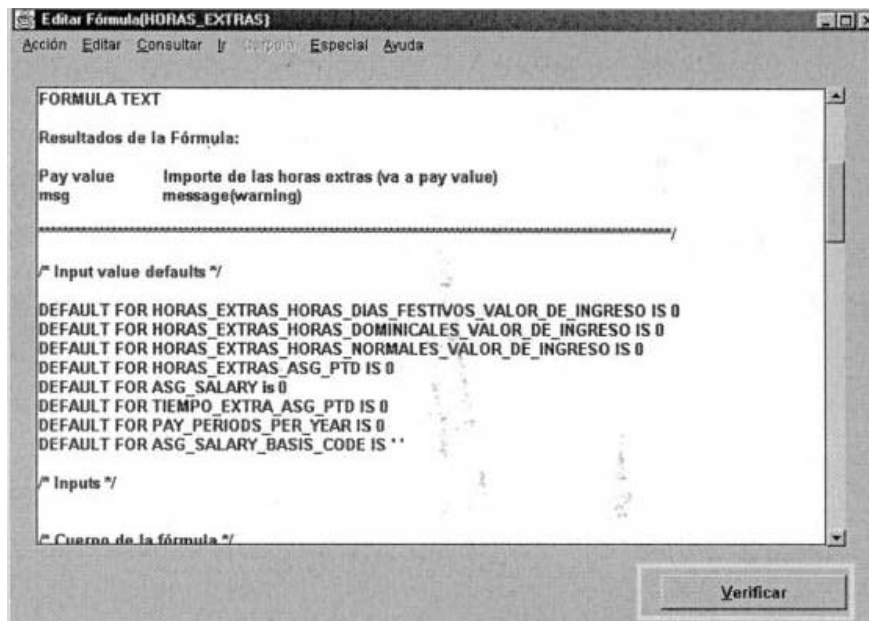 Editar Fórmula(HORAS_EXTRAS)
Acción Editar Consultar Ir Especial Ayuda
FORMULA TEXT
Resultados de la Fórmula:
Pay value Importe de las horas extras (va a pay value)
msg message(warning)
/* Input value defaults */
DEFAULT FOR HORAS_EXTRAS_HORAS_DIAS_FESTIVOS_VALOR_DE_INGRESO IS 0
DEFAULT FOR HORAS_EXTRAS_HORAS_DOMINICALES_VALOR_DE_INGRESO IS 0
DEFAULT FOR HORAS_EXTRAS_HORAS_NORMALES_VALOR_DE_INGRESO IS 0
DEFAULT FOR HORAS_EXTRAS_ASG_PTD IS 0
DEFAULT FOR ASG_SALARY is 0
DEFAULT FOR TIEMPO_EXTRA_ASG_PTD IS 0
DEFAULT FOR PAY_PERIODS_PER_YEAR IS 0
DEFAULT FOR ASG_SALARY_BASIS_CODE IS ' '
/* Inputs */
/* Cuerpo de la fórmula */
Verificar